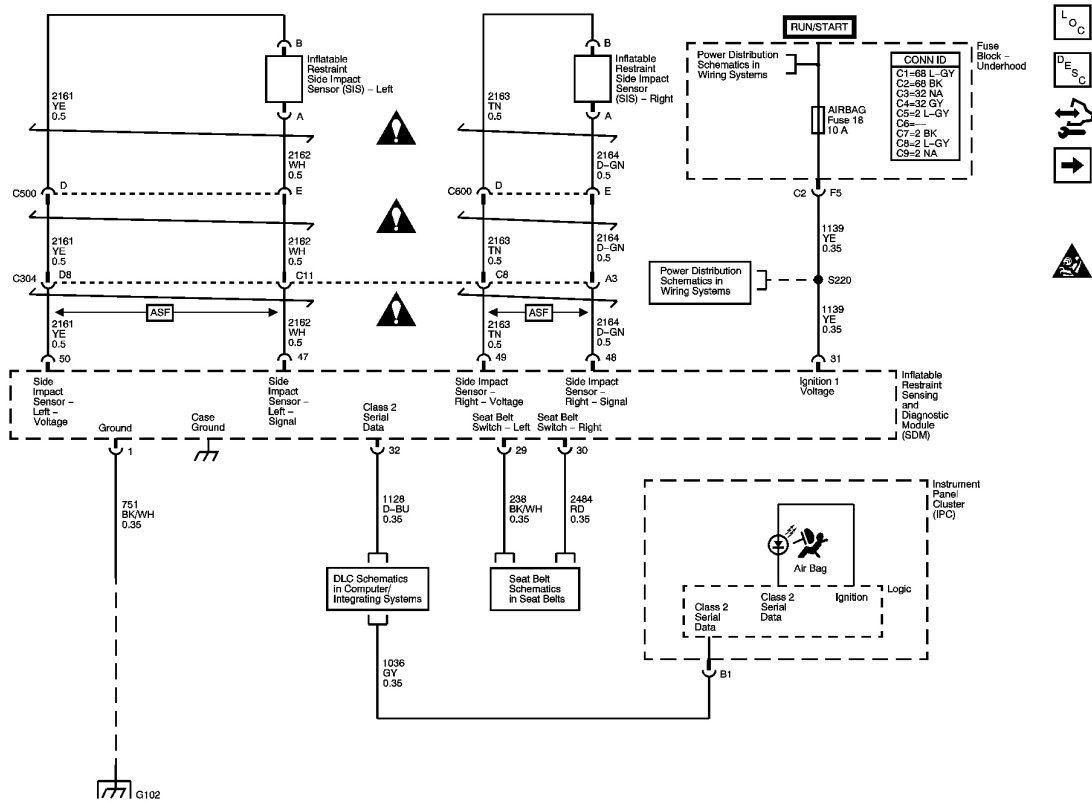 B
Inflatable
Restraint
Side Impact
Sensor
(SIS) – Left
A
2161
YE
0.5
2162
WH
0.5
C500
D
E
2161
YE
0.5
2162
WH
0.5
C304
D8
C11
ASF
2161
YE
0.5
2162
WH
0.5
50
47
B
Inflatable
Restraint
Side Impact
Sensor
(SIS) – Right
A
2163
TN
0.5
2164
D–GN
0.5
C600
D
E
2163
TN
0.5
2164
D–GN
0.5
C8
A3
ASF
2163
TN
0.5
2164
D–GN
0.5
49
48
RUN/START
Power Distribution
Schematics in
Wiring Systems
AIRBAG
Fuse 18
10 A
CONN ID
C1=68 L–GY
C2=68 BK
C3=32 NA
C4=32 GY
C5=2 L–GY
C6=––
C7=2 BK
C8=2 L–GY
C9=2 NA
Fuse
Block –
Underhood
C2
F5
1139
YE
0.35
Power Distribution
Schematics in
Wiring Systems
S220
1139
YE
0.35
31
LOC
DESC
Side
Impact
Sensor –
Left –
Voltage
Side
Impact
Sensor –
Left –
Signal
Side Impact
Sensor –
Right – Voltage
Side Impact
Sensor –
Right – Signal
Ignition 1
Voltage
Inflatable
Restraint
Sensing
and
Diagnostic
Module
(SDM)
Ground
Case
Ground
Class 2
Serial
Data
Seat Belt
Switch – Left
Seat Belt
Switch – Right
1
32
29
30
751
BK/WH
0.35
1128
D–BU
0.35
238
BK/WH
0.35
2484
RD
0.35
DLC Schematics
in Computer/
Integrating Systems
Seat Belt
Schematics
in Seat Belts
1036
GY
0.35
Instrument
Panel
Cluster
(IPC)
Air Bag
Logic
Class 2
Serial
Data
Class 2
Serial
Data
Ignition
B1
G102